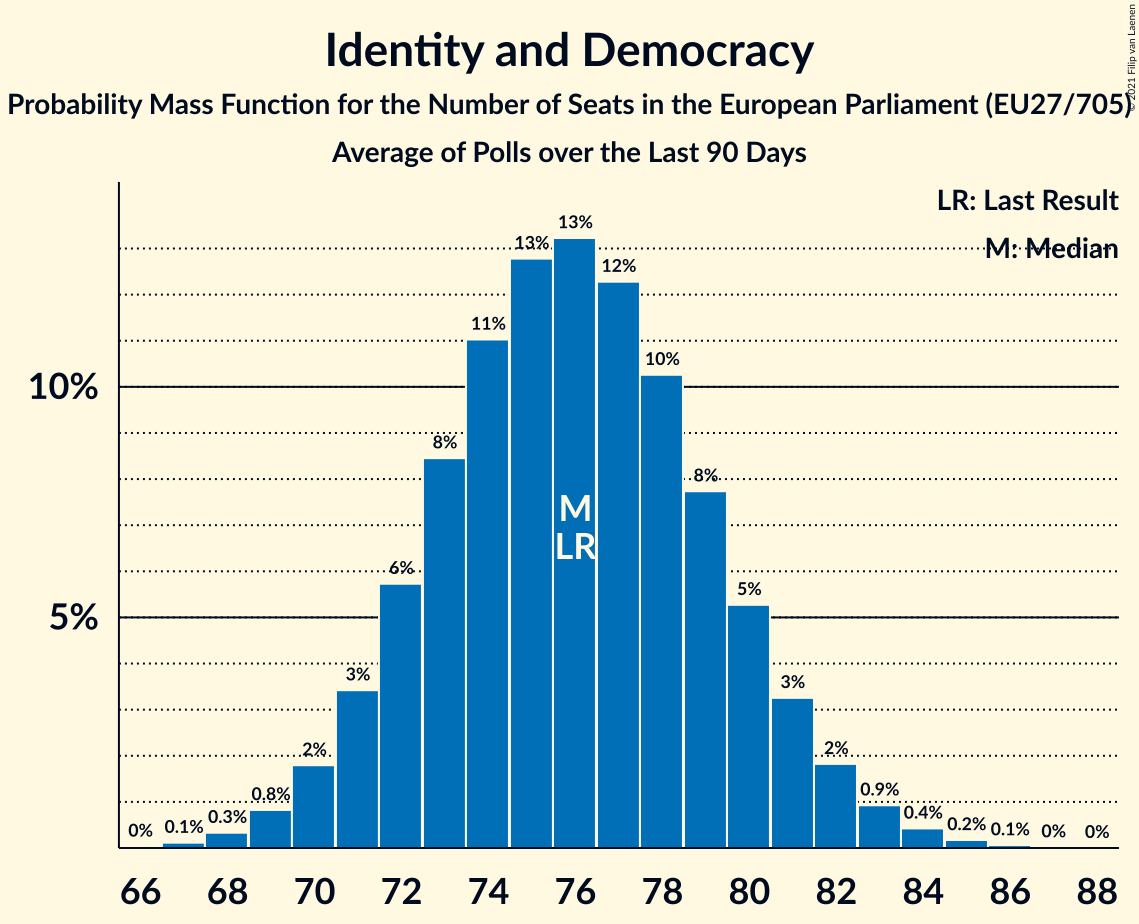 Identity and Democracy
Probability Mass Function for the Number of Seats in the European Parliament (EU27/705)
Average of Polls over the Last 90 Days
© 2021 Filip van Laenen
LR: Last Result
M: Median
10%
5%
0%
0.1%
0.3%
0.8%
2%
3%
6%
8%
11%
13%
13%
12%
10%
8%
5%
3%
2%
0.9%
0.4%
0.2%
0.1%
0%
0%
M
LR
66 68 70 72 74 76 78 80 82 84 86 88